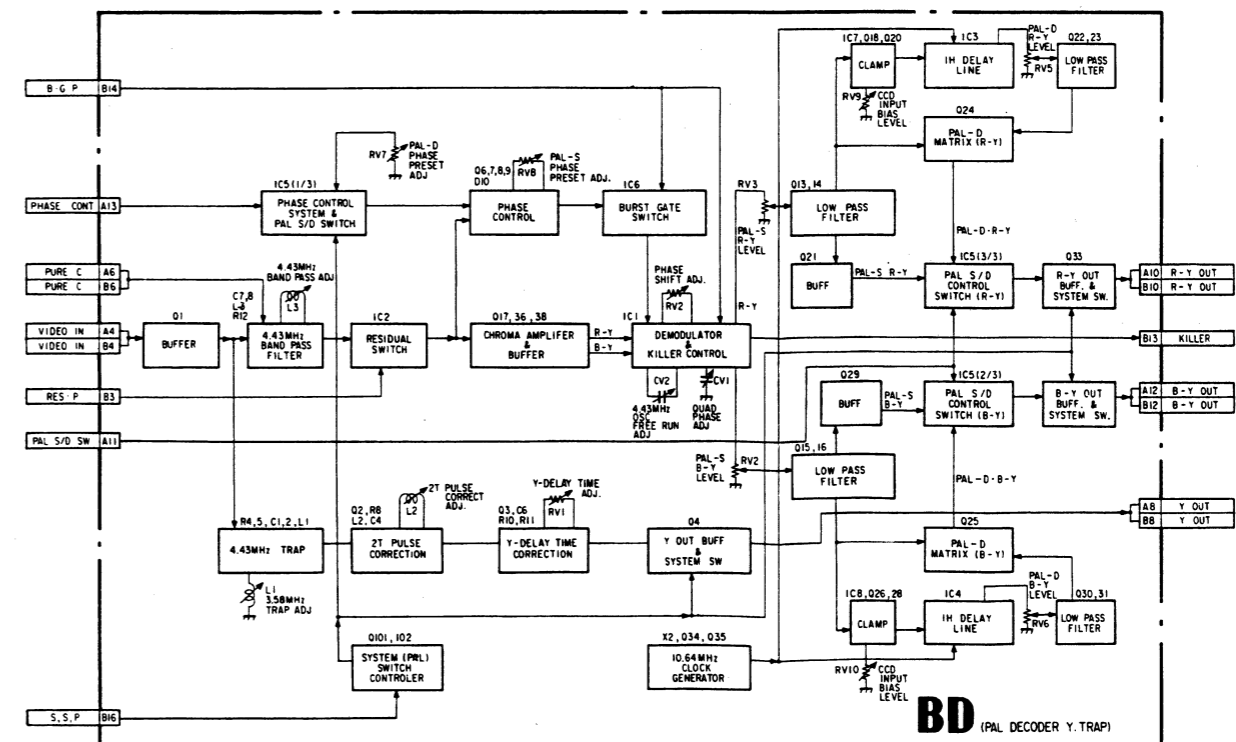 B·G P B14
PHASE CONT A13
PURE C A6
PURE C B6
VIDEO IN A4
VIDEO IN B4
RES·P B3
PAL S/D SW A11
S,S,P B16
RV7
PAL-D
PHASE
PRESET
ADJ
IC5(1/3)
PHASE CONTROL
SYSTEM &
PAL S/D SWITCH
Q6,7,8,9
D10
RV8
PAL-S
PHASE
PRESET ADJ.
PHASE
CONTROL
IC6
BURST GATE
SWITCH
Q1
BUFFER
C7,8
L3
R12
4.43MHz
BAND PASS ADJ
L3
4.43MHz
BAND PASS
FILTER
IC2
RESIDUAL
SWITCH
Q17, 36, 38
CHROMA AMPLIFER
&
BUFFER
R-Y
B-Y
PHASE
SHIFT ADJ.
RV2
IC1
DEMODULATOR
&
KILLER CONTROL
R-Y
CV2
4.43MHz
OSC
FREE RUN
ADJ
CV1
QUAD
PHASE
ADJ
RV3
PAL-S
R-Y
LEVEL
PAL-S
B-Y
LEVEL
RV2
IC7, Q18, Q20
CLAMP
RV9
CCD
INPUT
BIAS
LEVEL
IC3
1H DELAY
LINE
PAL-D
R-Y
LEVEL
RV5
Q22, 23
LOW PASS
FILTER
Q24
PAL-D
MATRIX (R-Y)
Q13, 14
LOW PASS
FILTER
PAL-D·R-Y
Q21
BUFF
PAL-S R-Y
IC5(3/3)
PAL S/D
CONTROL
SWITCH (R-Y)
Q33
R-Y OUT
BUFF. &
SYSTEM SW.
A10 R-Y OUT
B10 R-Y OUT
B13 KILLER
Q29
BUFF
PAL-S
B-Y
IC5(2/3)
PAL S/D
CONTROL
SWITCH (B-Y)
B-Y OUT
BUFF. &
SYSTEM SW.
A12 B-Y OUT
B12 B-Y OUT
Q15, 16
LOW PASS
FILTER
PAL-D·B-Y
A8 Y OUT
B8 Y OUT
R4,5, C1,2, L1
4.43MHz TRAP
L1
3.58MHz
TRAP ADJ
Q2, R8
L2, C4
L2
2T PULSE
CORRECT
ADJ.
2T PULSE
CORRECTION
Q3, C6
R10, R11
Y-DELAY TIME
ADJ.
RV1
Y-DELAY TIME
CORRECTION
Q4
Y OUT BUFF
&
SYSTEM SW
Q25
PAL-D
MATRIX (B-Y)
IC8, Q26, 28
CLAMP
RV10
CCD
INPUT
BIAS
LEVEL
IC4
1H DELAY
LINE
PAL-D
B-Y
LEVEL
RV6
Q30, 31
LOW PASS
FILTER
Q101, 102
SYSTEM (PAL)
SWITCH
CONTROLER
X2, Q34, Q35
10.64MHz
CLOCK
GENERATOR
BD (PAL DECODER Y. TRAP)